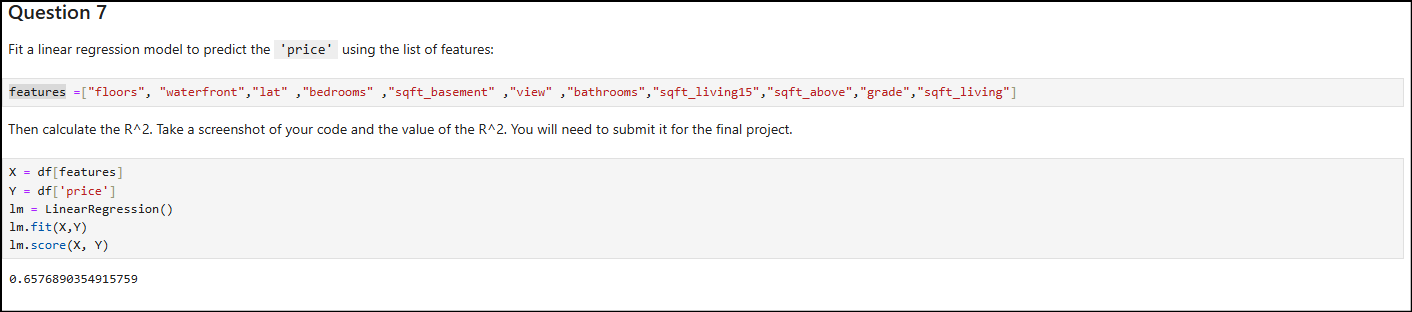 Question 7
Fit a linear regression model to predict the 'price' using the list of features:
features =["floors", "waterfront","lat" ,"bedrooms" ,"sqft_basement" ,"view" ,"bathrooms","sqft_living15","sqft_above","grade","sqft_living"]
Then calculate the R^2. Take a screenshot of your code and the value of the R^2. You will need to submit it for the final project.
X = df[features]
Y = df['price']
lm = LinearRegression()
lm.fit(X,Y)
lm.score(X, Y)
0.6576890354915759